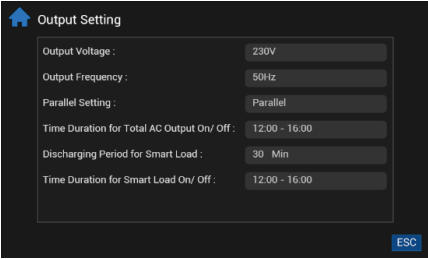 Output Setting
Output Voltage : 230V
Output Frequency : 50Hz
Parallel Setting : Parallel
Time Duration for Total AC Output On/ Off : 12:00 - 16:00
Discharging Period for Smart Load : 30 Min
Time Duration for Smart Load On/ Off : 12:00 - 16:00
ESC